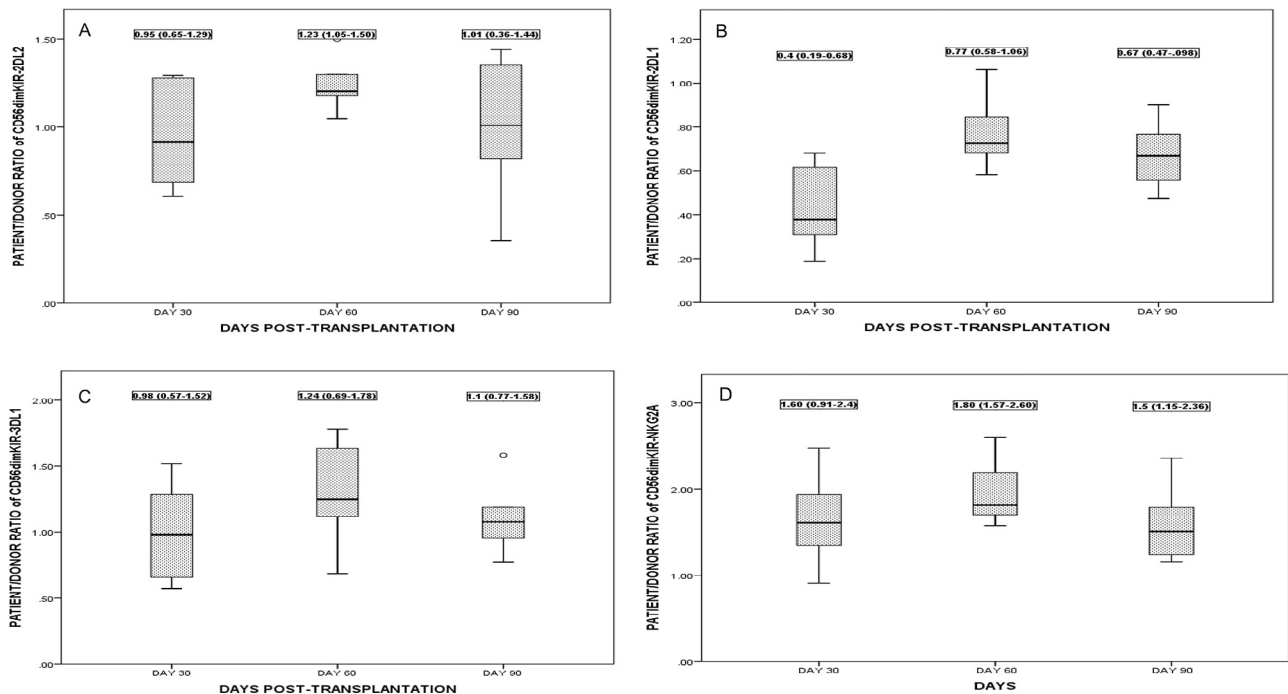 A
PATIENT/DONOR RATIO of CD56dimKIR-2DL2
1.50
1.00
.50
.00
0.95 (0.65-1.29)
1.23 (1.05-1.50)
1.01 (0.36-1.44)
DAY 30
DAY 60
DAY 90
DAYS POST-TRANSPLANTATION
B
PATIENT/DONOR RATIO of CD56dimKIR-2DL1
1.20
1.00
.80
.60
.40
.20
.00
0.4 (0.19-0.68)
0.77 (0.58-1.06)
0.67 (0.47-.098)
DAY 30
DAY 60
DAY 90
DAYS POST-TRANSPLANTATION
C
PATIENT/DONOR RATIO of CD56dimKIR-3DL1
2.00
1.50
1.00
.50
.00
0.98 (0.57-1.52)
1.24 (0.69-1.78)
1.1 (0.77-1.58)
DAY 30
DAY 60
DAY 90
DAYS POST-TRANSPLANTATION
D
PATIENT/DONOR RATIO of CD56dimKIR-NKG2A
3.00
2.00
1.00
.00
1.60 (0.91-2.4)
1.80 (1.57-2.60)
1.5 (1.15-2.36)
DAY 30
DAY 60
DAY 90
DAYS